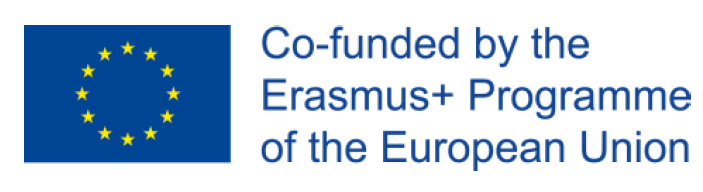 Co-funded by the
Erasmus+ Programme
of the European Union